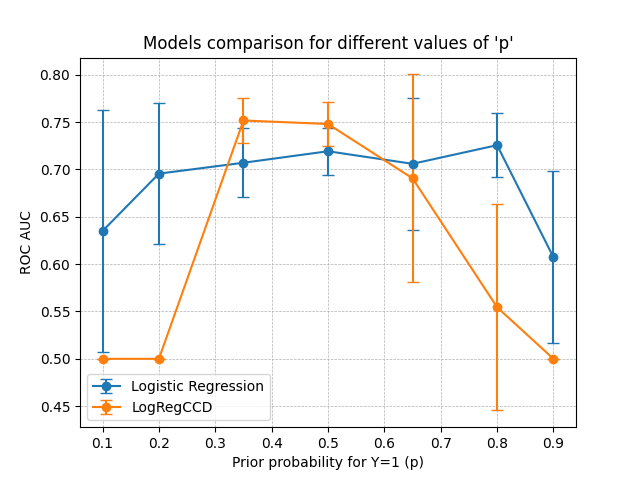 Models comparison for different values of 'p'
ROC AUC
0.80
0.75
0.70
0.65
0.60
0.55
0.50
0.45
Logistic Regression
LogRegCCD
0.1 0.2 0.3 0.4 0.5 0.6 0.7 0.8 0.9
Prior probability for Y=1 (p)